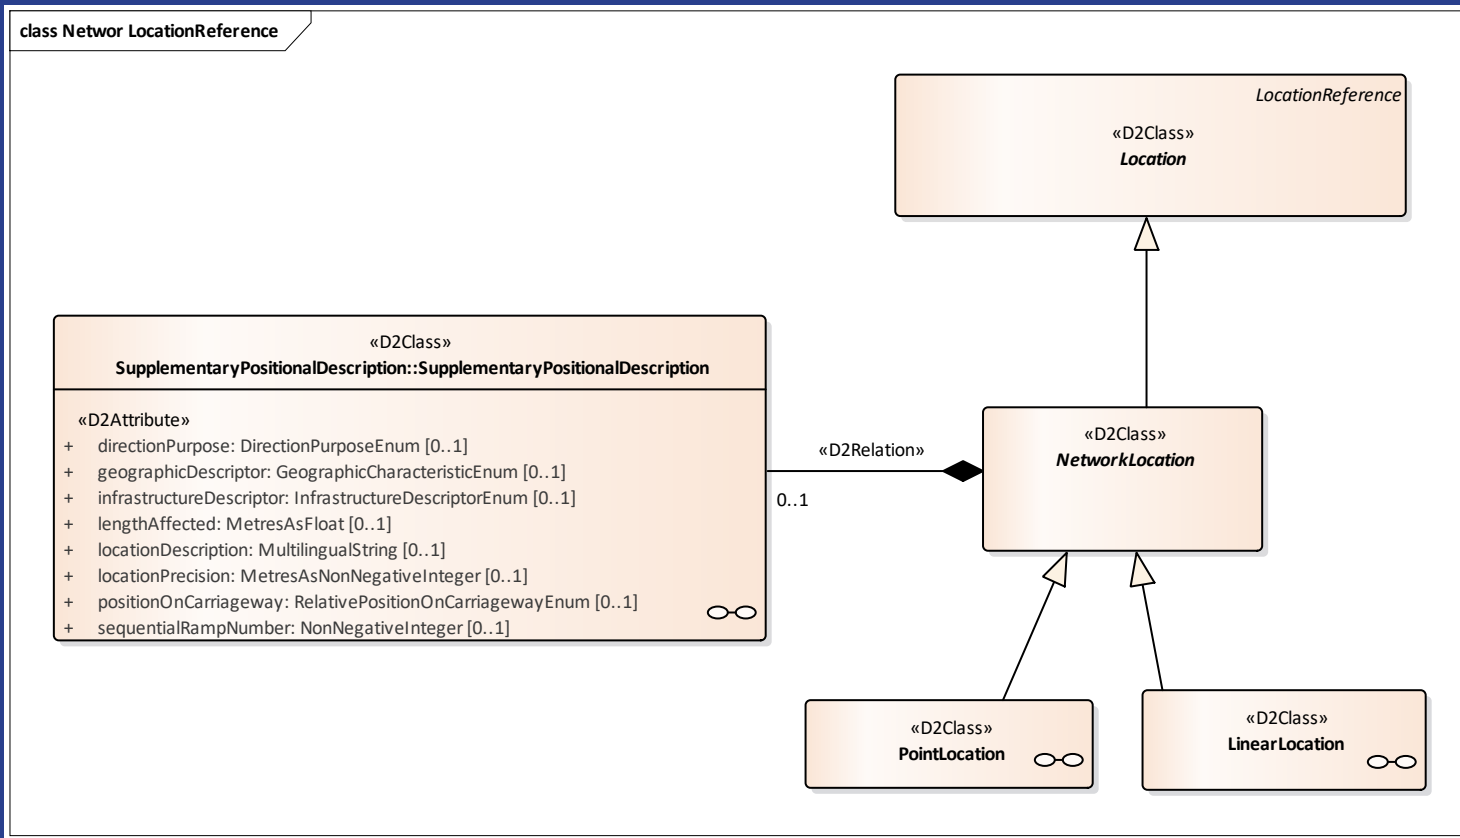 class Networ LocationReference
LocationReference
«D2Class»
Location
«D2Class»
SupplementaryPositionalDescription::SupplementaryPositionalDescription
«D2Attribute»
+ directionPurpose: DirectionPurposeEnum [0..1]
+ geographicDescriptor: GeographicCharacteristicEnum [0..1]
+ infrastructureDescriptor: InfrastructureDescriptorEnum [0..1]
+ lengthAffected: MetresAsFloat [0..1]
+ locationDescription: MultilingualString [0..1]
+ locationPrecision: MetresAsNonNegativeInteger [0..1]
+ positionOnCarriageway: RelativePositionOnCarriagewayEnum [0..1]
+ sequentialRampNumber: NonNegativeInteger [0..1]
«D2Relation»
0..1
«D2Class»
NetworkLocation
«D2Class»
PointLocation
«D2Class»
LinearLocation